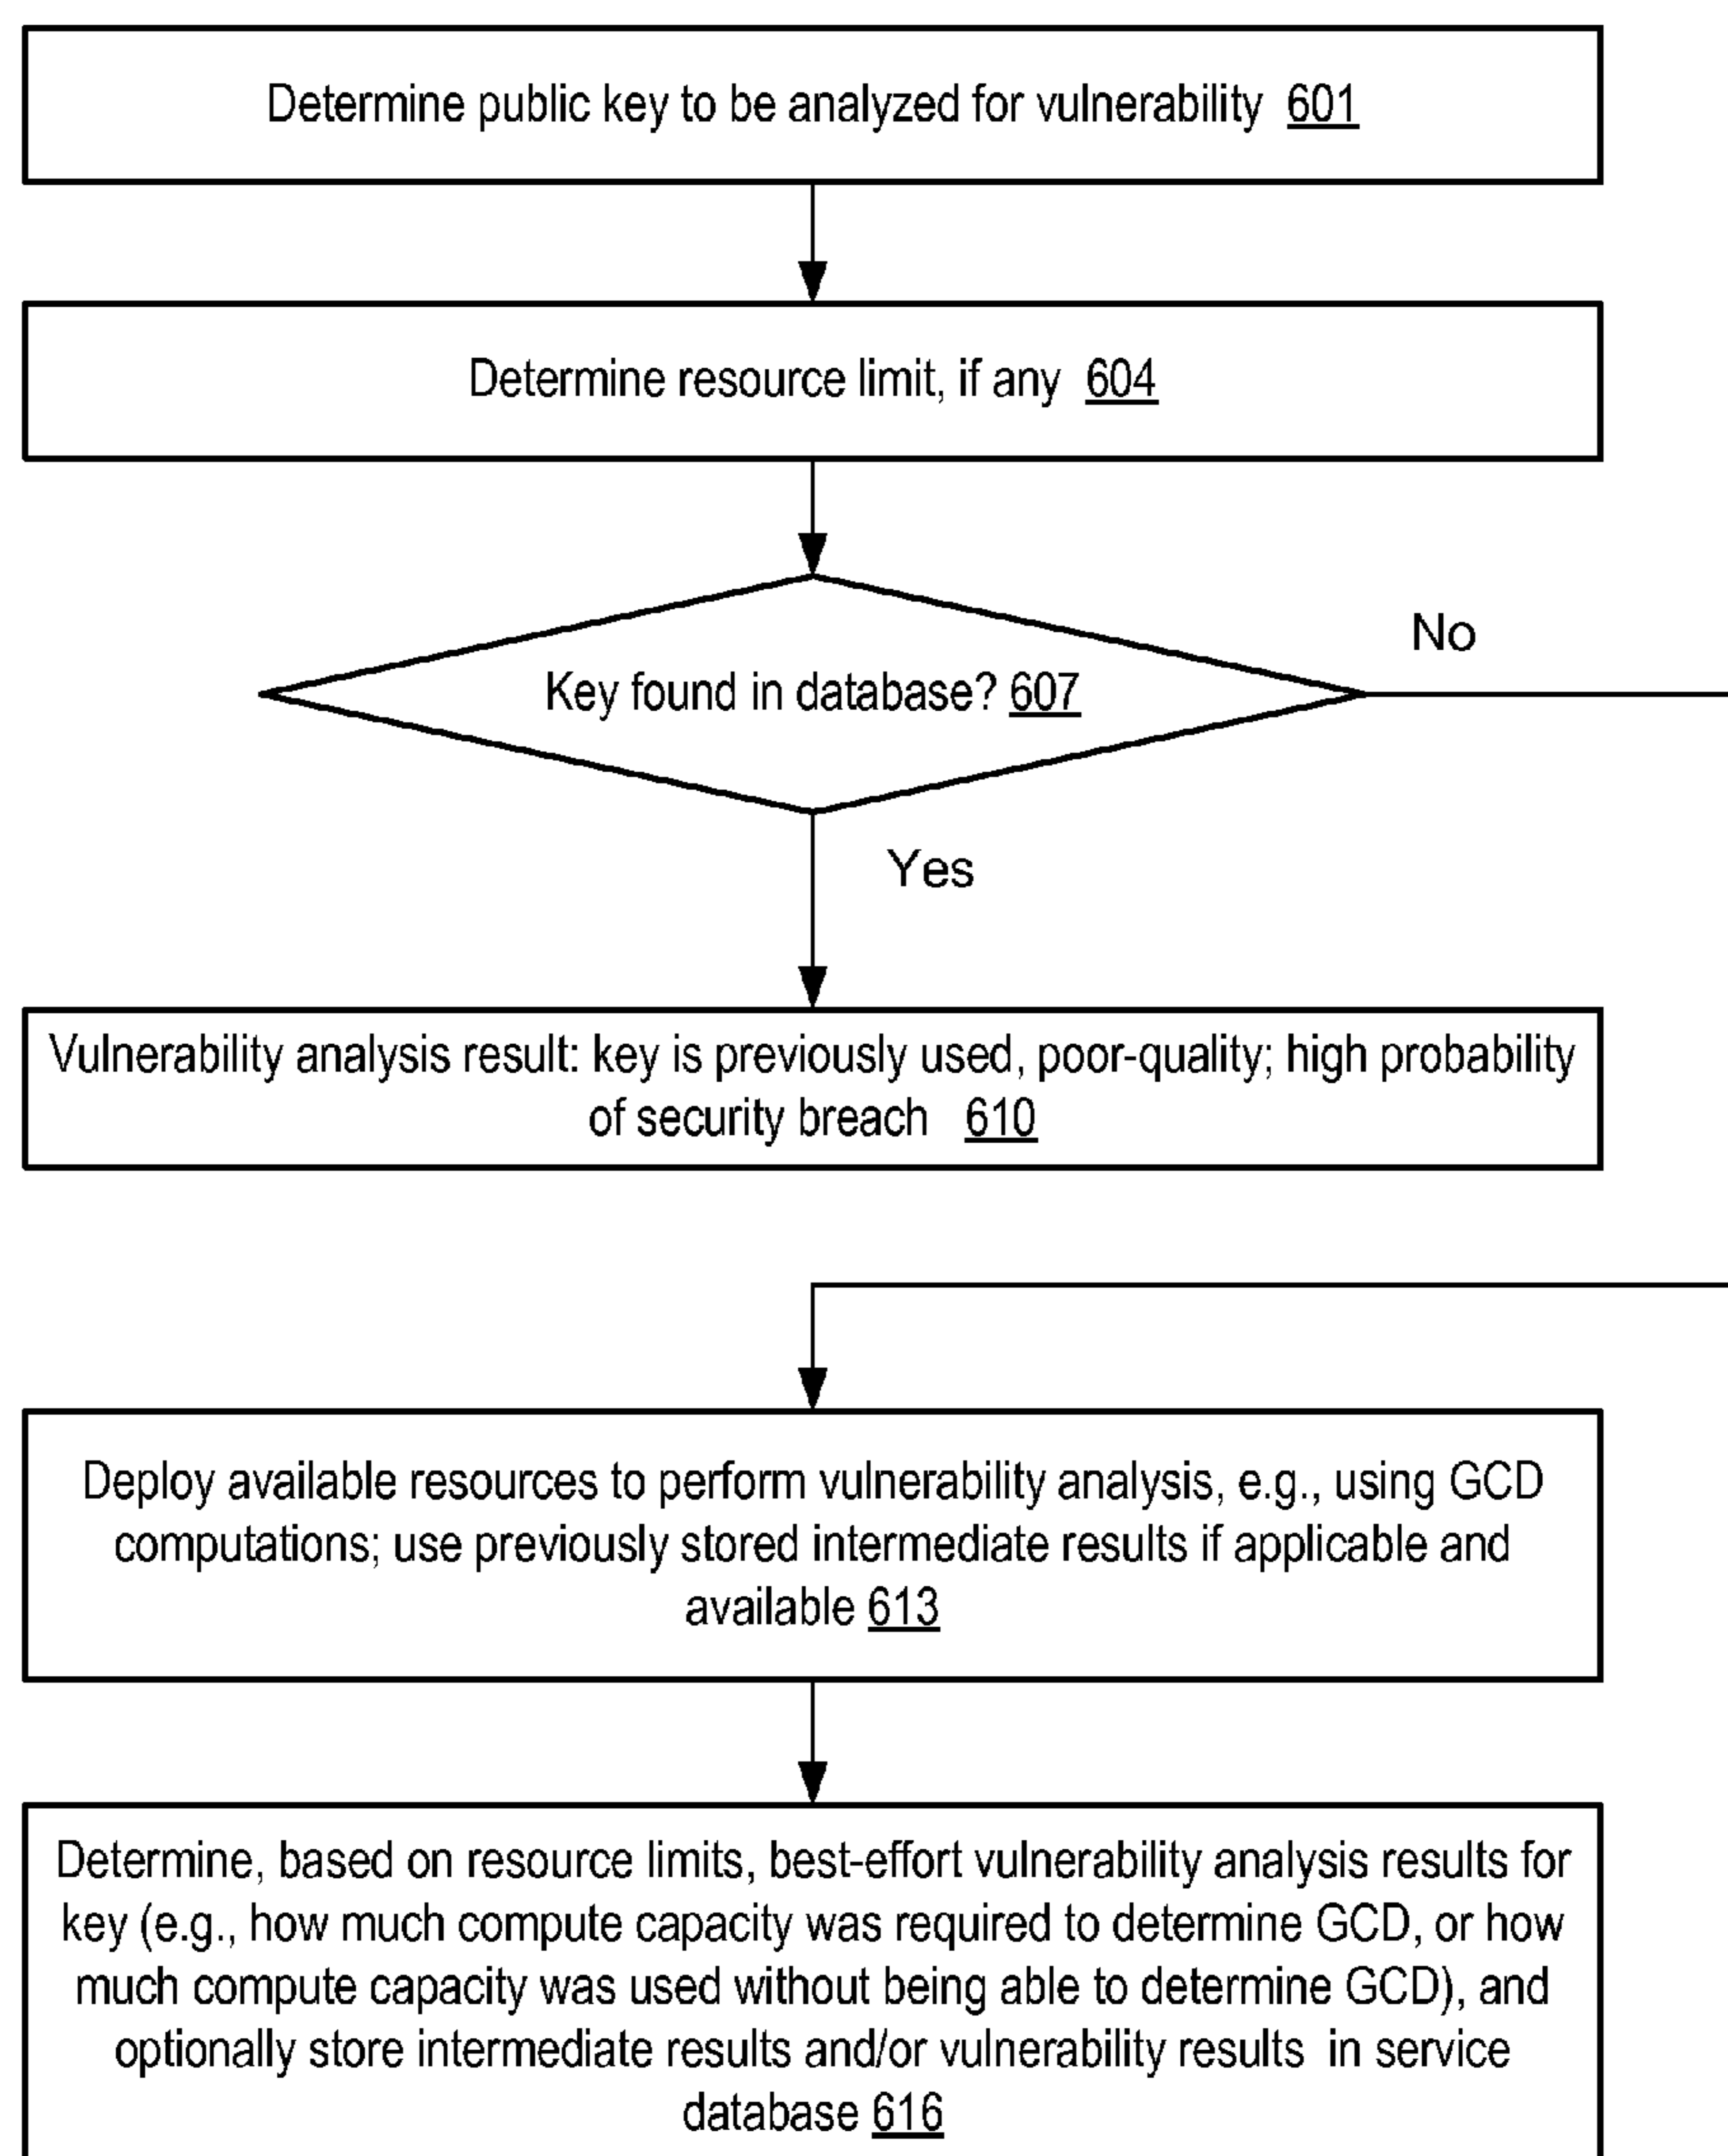 Determine public key to be analyzed for vulnerability 601
Determine resource limit, if any 604
No
Key found in database? 607
Yes
Vulnerability analysis result: key is previously used, poor-quality; high probability
of security breach 610
Deploy available resources to perform vulnerability analysis, e.g., using GCD
computations; use previously stored intermediate results if applicable and
available 613
Determine, based on resource limits, best-effort vulnerability analysis results for
key (e.g., how much compute capacity was required to determine GCD, or how
much compute capacity was used without being able to determine GCD), and
optionally store intermediate results and/or vulnerability results in service
database 616